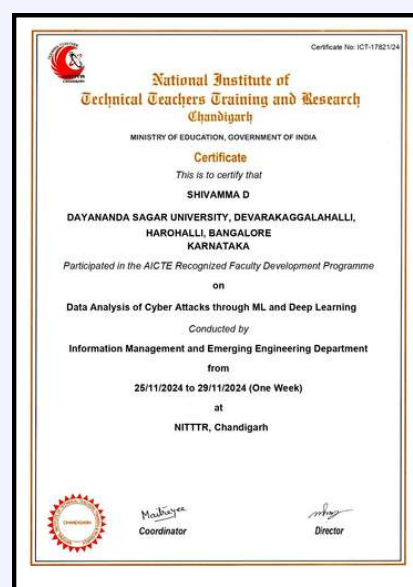 Certificate No: ICT-17821/24
National Institute of
Technical Teachers Training and Research
Chandigarh
MINISTRY OF EDUCATION, GOVERNMENT OF INDIA
Certificate
This is to certify that
SHIVAMMA D
DAYANANDA SAGAR UNIVERSITY, DEVARAKAGGALAHALLI,
HAROHALLI, BANGALORE
KARNATAKA
Participated in the AICTE Recognized Faculty Development Programme
on
Data Analysis of Cyber Attacks through ML and Deep Learning
Conducted by
Information Management and Emerging Engineering Department
from
25/11/2024 to 29/11/2024 (One Week)
at
NITTTR, Chandigarh
CHANDIGARH
Maitreyee
Coordinator
Director